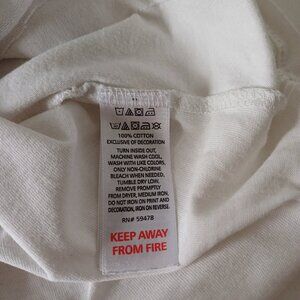 100% COTTON
EXCLUSIVE OF DECORATION
TURN INSIDE OUT,
MACHINE WASH COOL,
WASH WITH LIKE COLORS,
ONLY NON-CHLORINE
BLEACH WHEN NEEDED,
TUMBLE DRY LOW,
REMOVE PROMPTLY
FROM DRYER, MEDIUM IRON,
DO NOT IRON ON PRINT AND
DECORATION, IRON ON REVERSE.
RN# 59478
KEEP AWAY
FROM FIRE